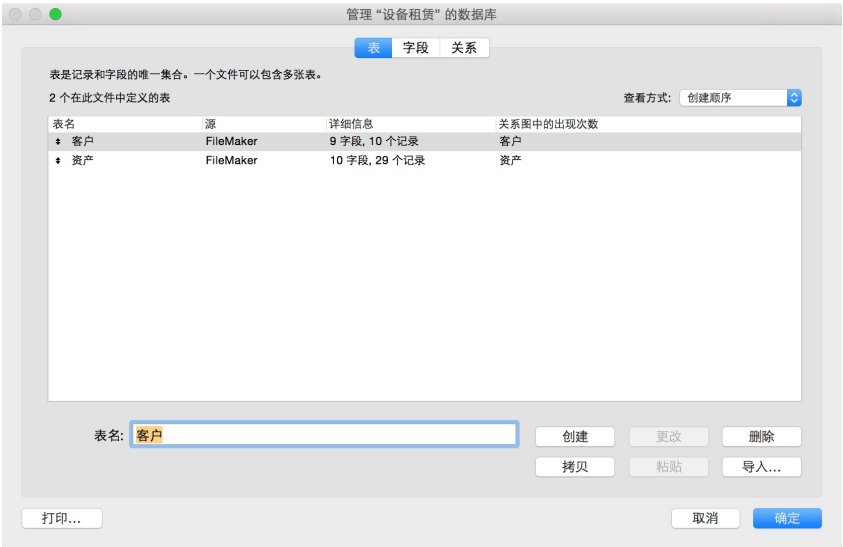 管理 “设备租赁” 的数据库
表 字段 关系
表是记录和字段的唯一集合。一个文件可以包含多张表。
2 个在此文件中定义的表 查看方式: 创建顺序
表名 源 详细信息 关系图中的出现次数
客户 FileMaker 9 字段, 10 个记录 客户
资产 FileMaker 10 字段, 29 个记录 资产
表名: 客户 创建 更改 删除
拷贝 粘贴 导入...
打印... 取消 确定